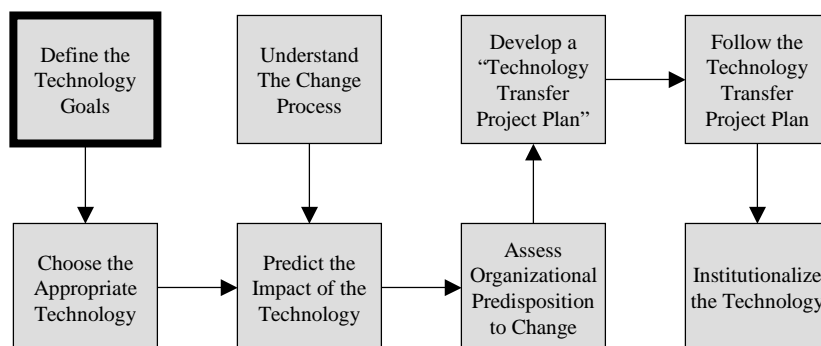 Define the
Technology
Goals
Understand
The Change
Process
Develop a
“Technology
Transfer
Project Plan”
Follow the
Technology
Transfer
Project Plan
Choose the
Appropriate
Technology
Predict the
Impact of the
Technology
Assess
Organizational
Predisposition
to Change
Institutionalize
the Technology